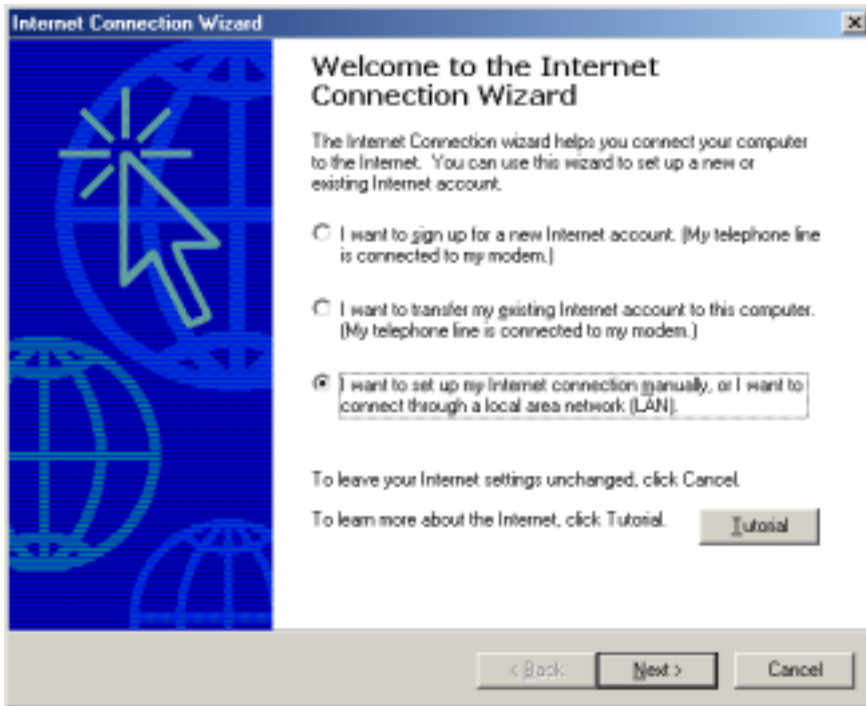 Internet Connection Wizard
Welcome to the Internet
Connection Wizard
The Internet Connection wizard helps you connect your computer
to the Internet. You can use this wizard to set up a new or
existing Internet account.
I want to sign up for a new Internet account. (My telephone line
is connected to my modem.)
I want to transfer my existing Internet account to this computer.
(My telephone line is connected to my modem.)
I want to set up my Internet connection manually, or I want to
connect through a local area network (LAN).
To leave your Internet settings unchanged, click Cancel.
To learn more about the Internet, click Tutorial.
Tutorial
< Back
Next >
Cancel